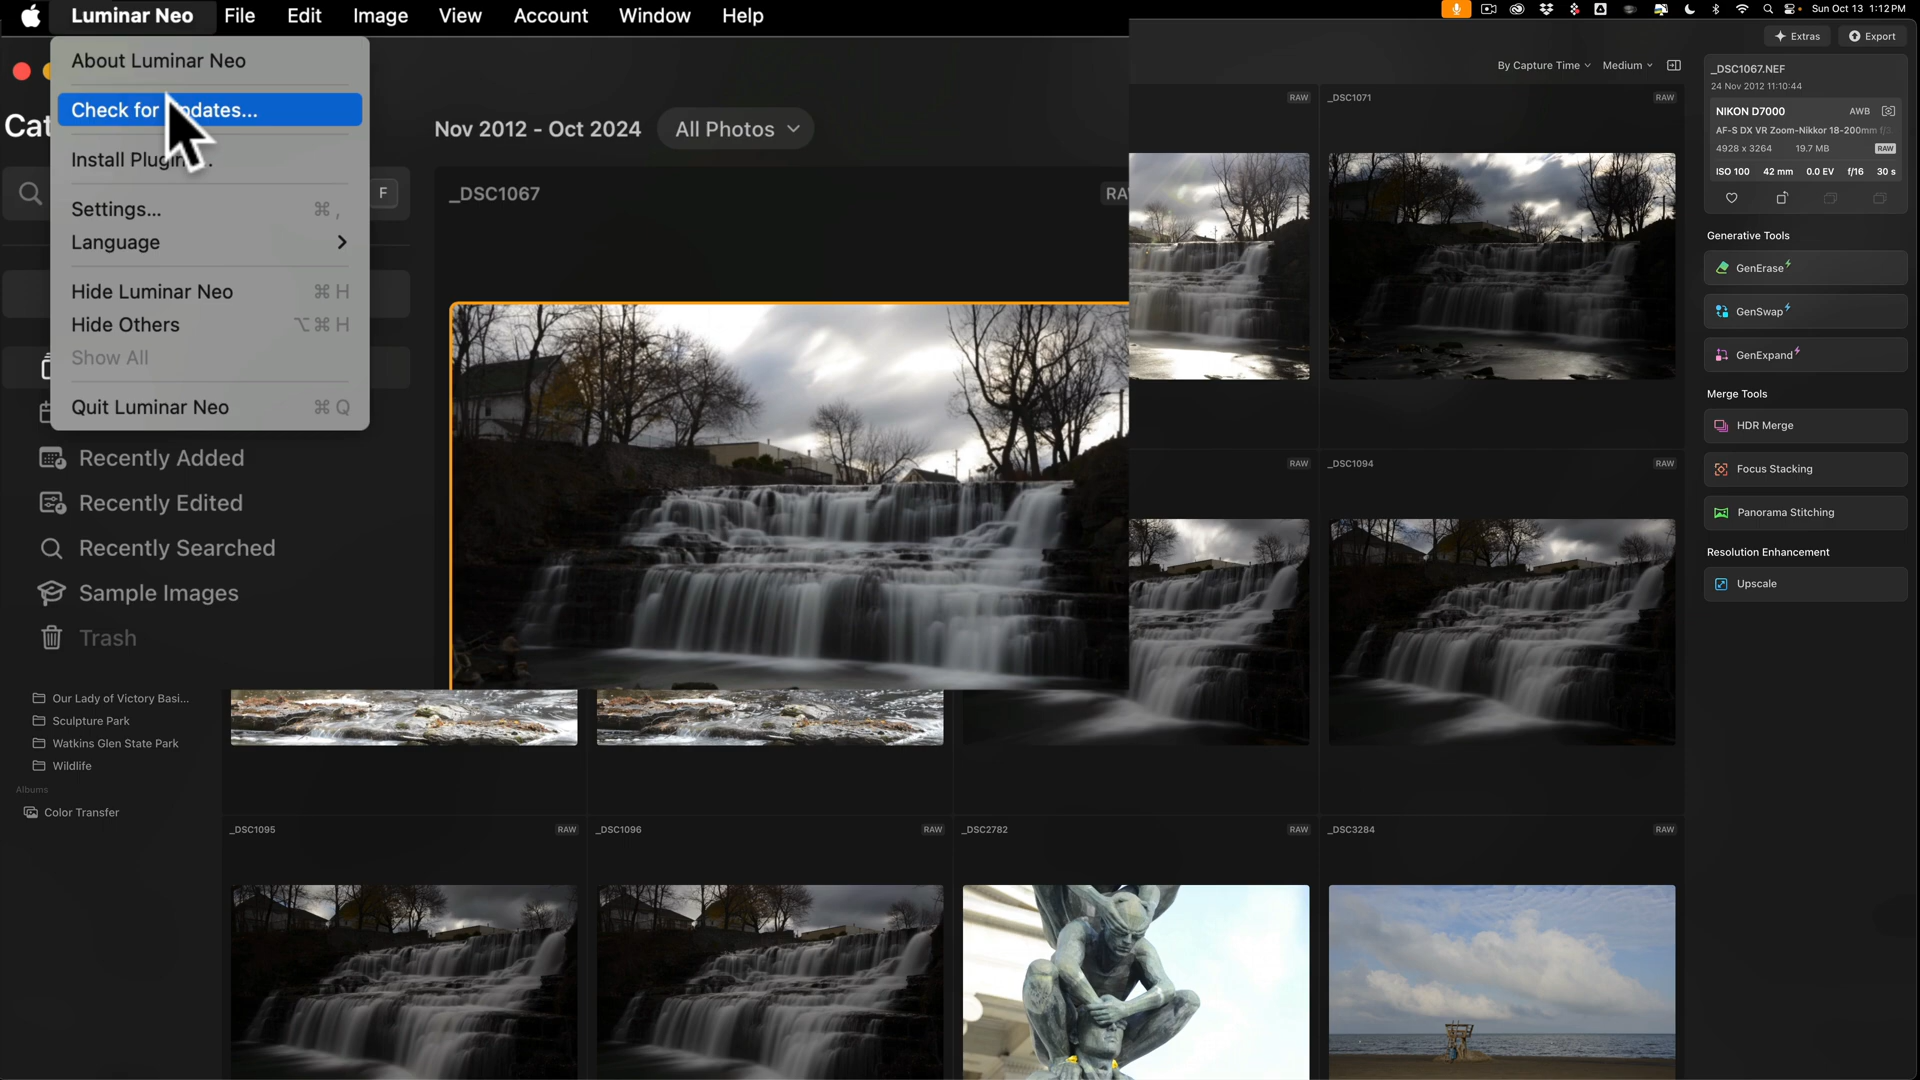 Luminar Neo File Edit Image View Account Window Help
Sun Oct 13 1:12 PM
About Luminar Neo
Check for
Install
Settings... ⌘ ,
Language
Hide Luminar Neo ⌘ H
Hide Others ⌥ ⌘ H
Show All
Quit Luminar Neo ⌘ Q
F
Recently Added
Recently Edited
Recently Searched
Sample Images
Trash
Our Lady of Victory Basi...
Sculpture Park
Watkins Glen State Park
Wildlife
Albums
Color Transfer
Nov 2012 - Oct 2024 All Photos
By Capture Time Medium
_DSC1067
RAW _DSC1071 RAW
RAW _DSC1094 RAW
_DSC1095 RAW _DSC1096 RAW _DSC2782 RAW _DSC3284 RAW
Extras Export
_DSC1067.NEF
24 Nov 2012 11:10:44
NIKON D7000 AWB
AF-S DX VR Zoom-Nikkor 18-200mm
4928 x 3264 19.7 MB RAW
ISO 100 42 mm 0.0 EV f/16 30 s
Generative Tools
GenErase
GenSwap
GenExpand
Merge Tools
HDR Merge
Focus Stacking
Panorama Stitching
Resolution Enhancement
Upscale